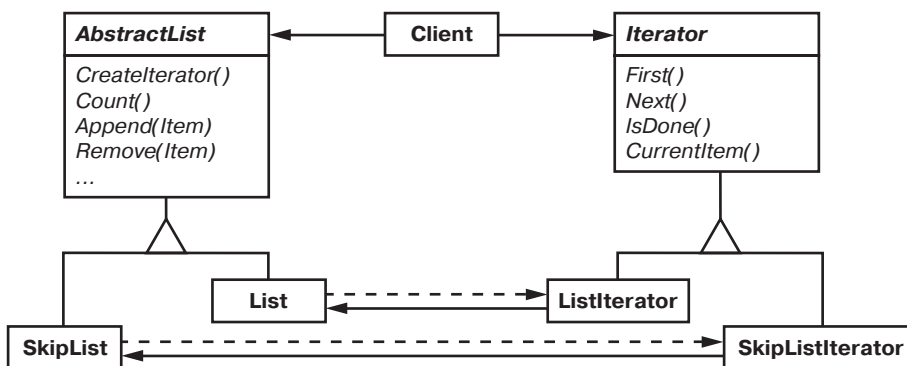 AbstractList
CreateIterator()
Count()
Append(Item)
Remove(Item)
...
Client
Iterator
First()
Next()
IsDone()
CurrentItem()
List
ListIterator
SkipList
SkipListIterator